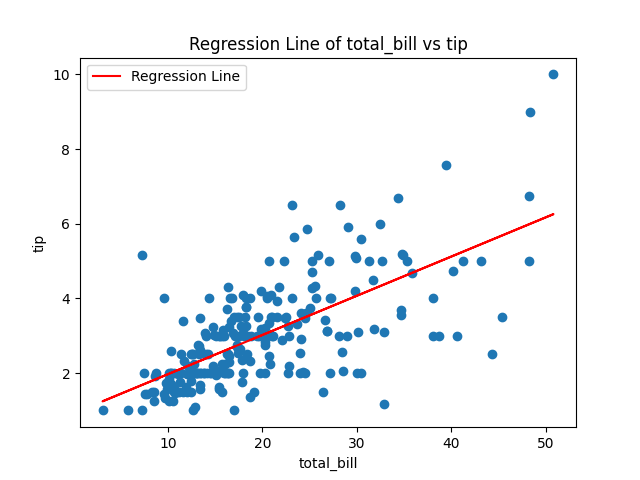 Regression Line of total_bill vs tip
Regression Line
10
8
6
4
2
tip
10
20
30
40
50
total_bill